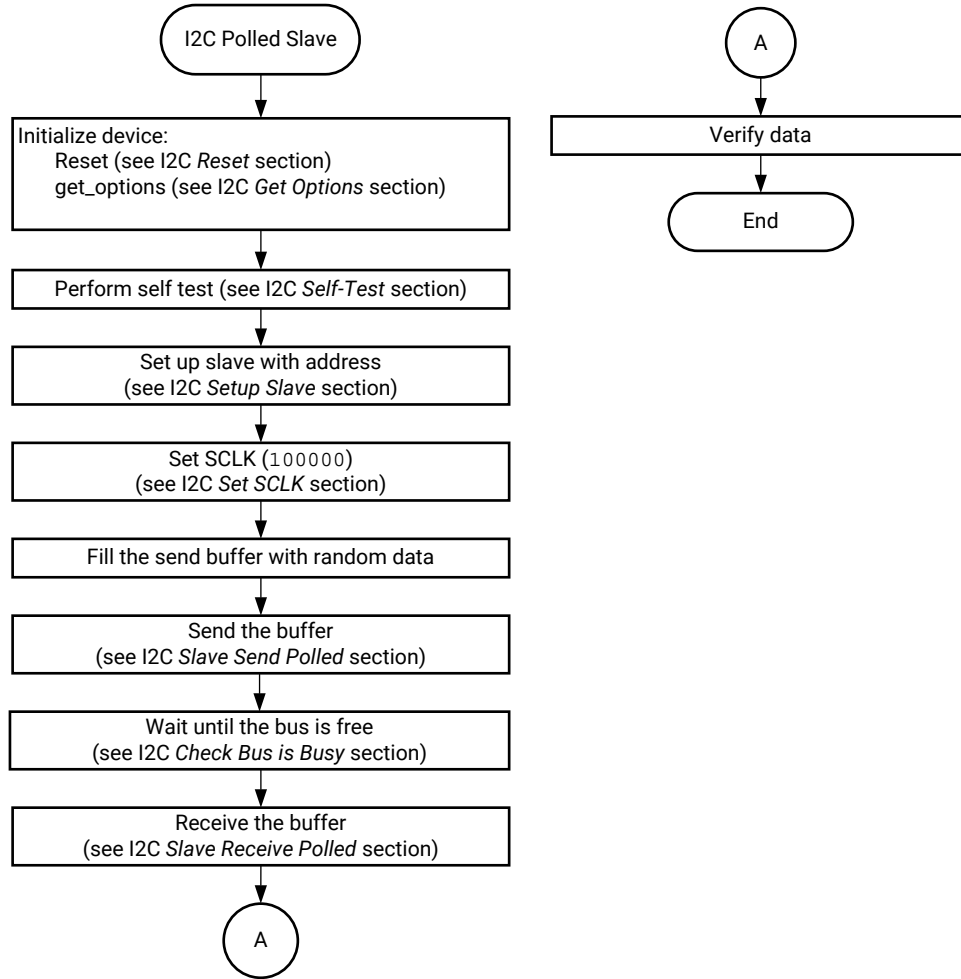 I2C Polled Slave
Initialize device:
Reset (see I2C Reset section)
get_options (see I2C Get Options section)
Perform self test (see I2C Self-Test section)
Set up slave with address
(see I2C Setup Slave section)
Set SCLK (100000)
(see I2C Set SCLK section)
Fill the send buffer with random data
Send the buffer
(see I2C Slave Send Polled section)
Wait until the bus is free
(see I2C Check Bus is Busy section)
Receive the buffer
(see I2C Slave Receive Polled section)
A
A
Verify data
End